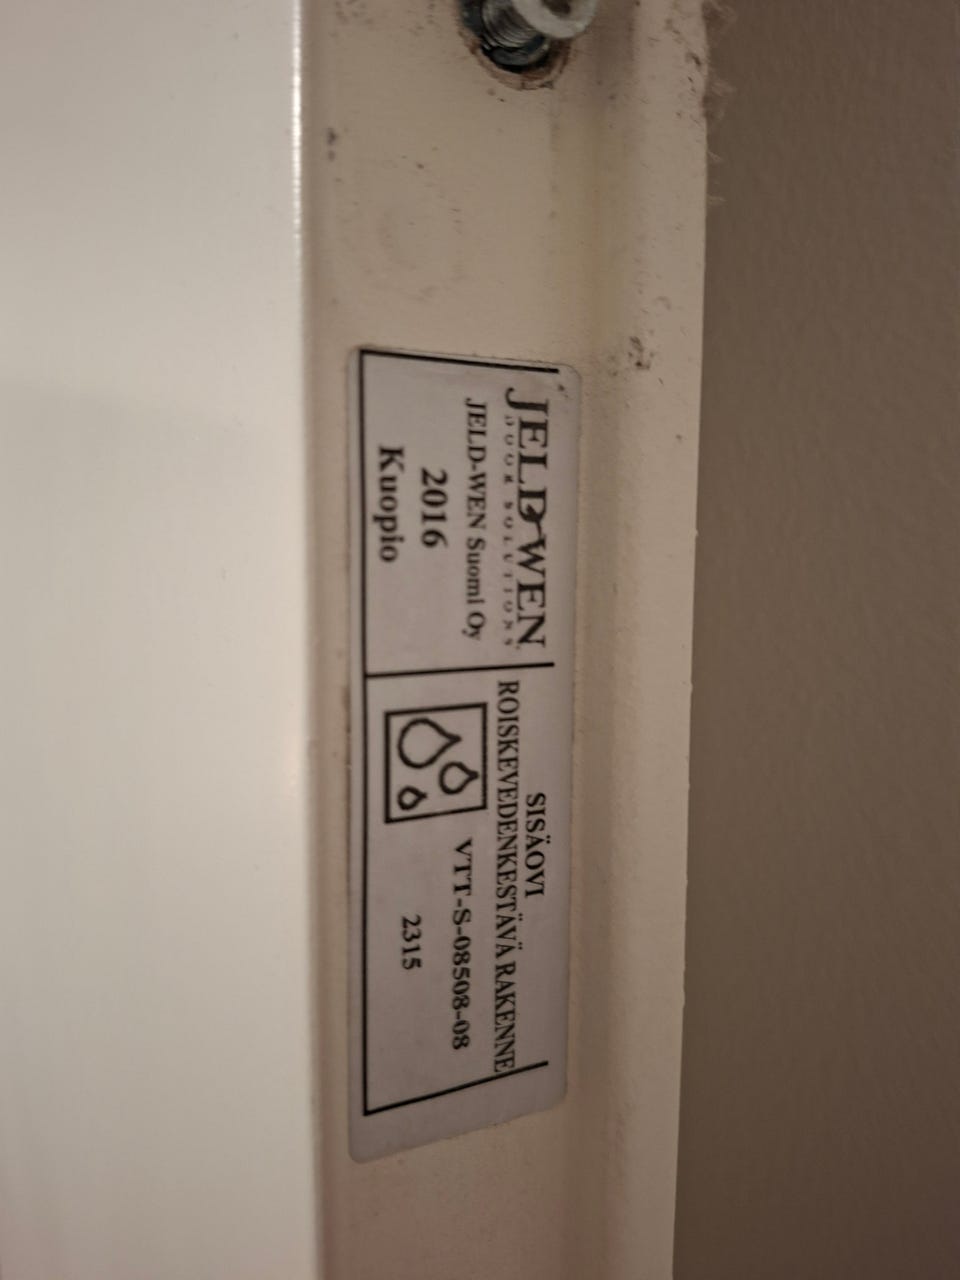 JELD-WEN
DOOR SOLUTIONS
JELD-WEN Suomi Oy
2016
Kuopio
SISÄOVI
ROISKEVEDENKESTÄVÄ RAKENNE
VTT-S-08508-08
2315